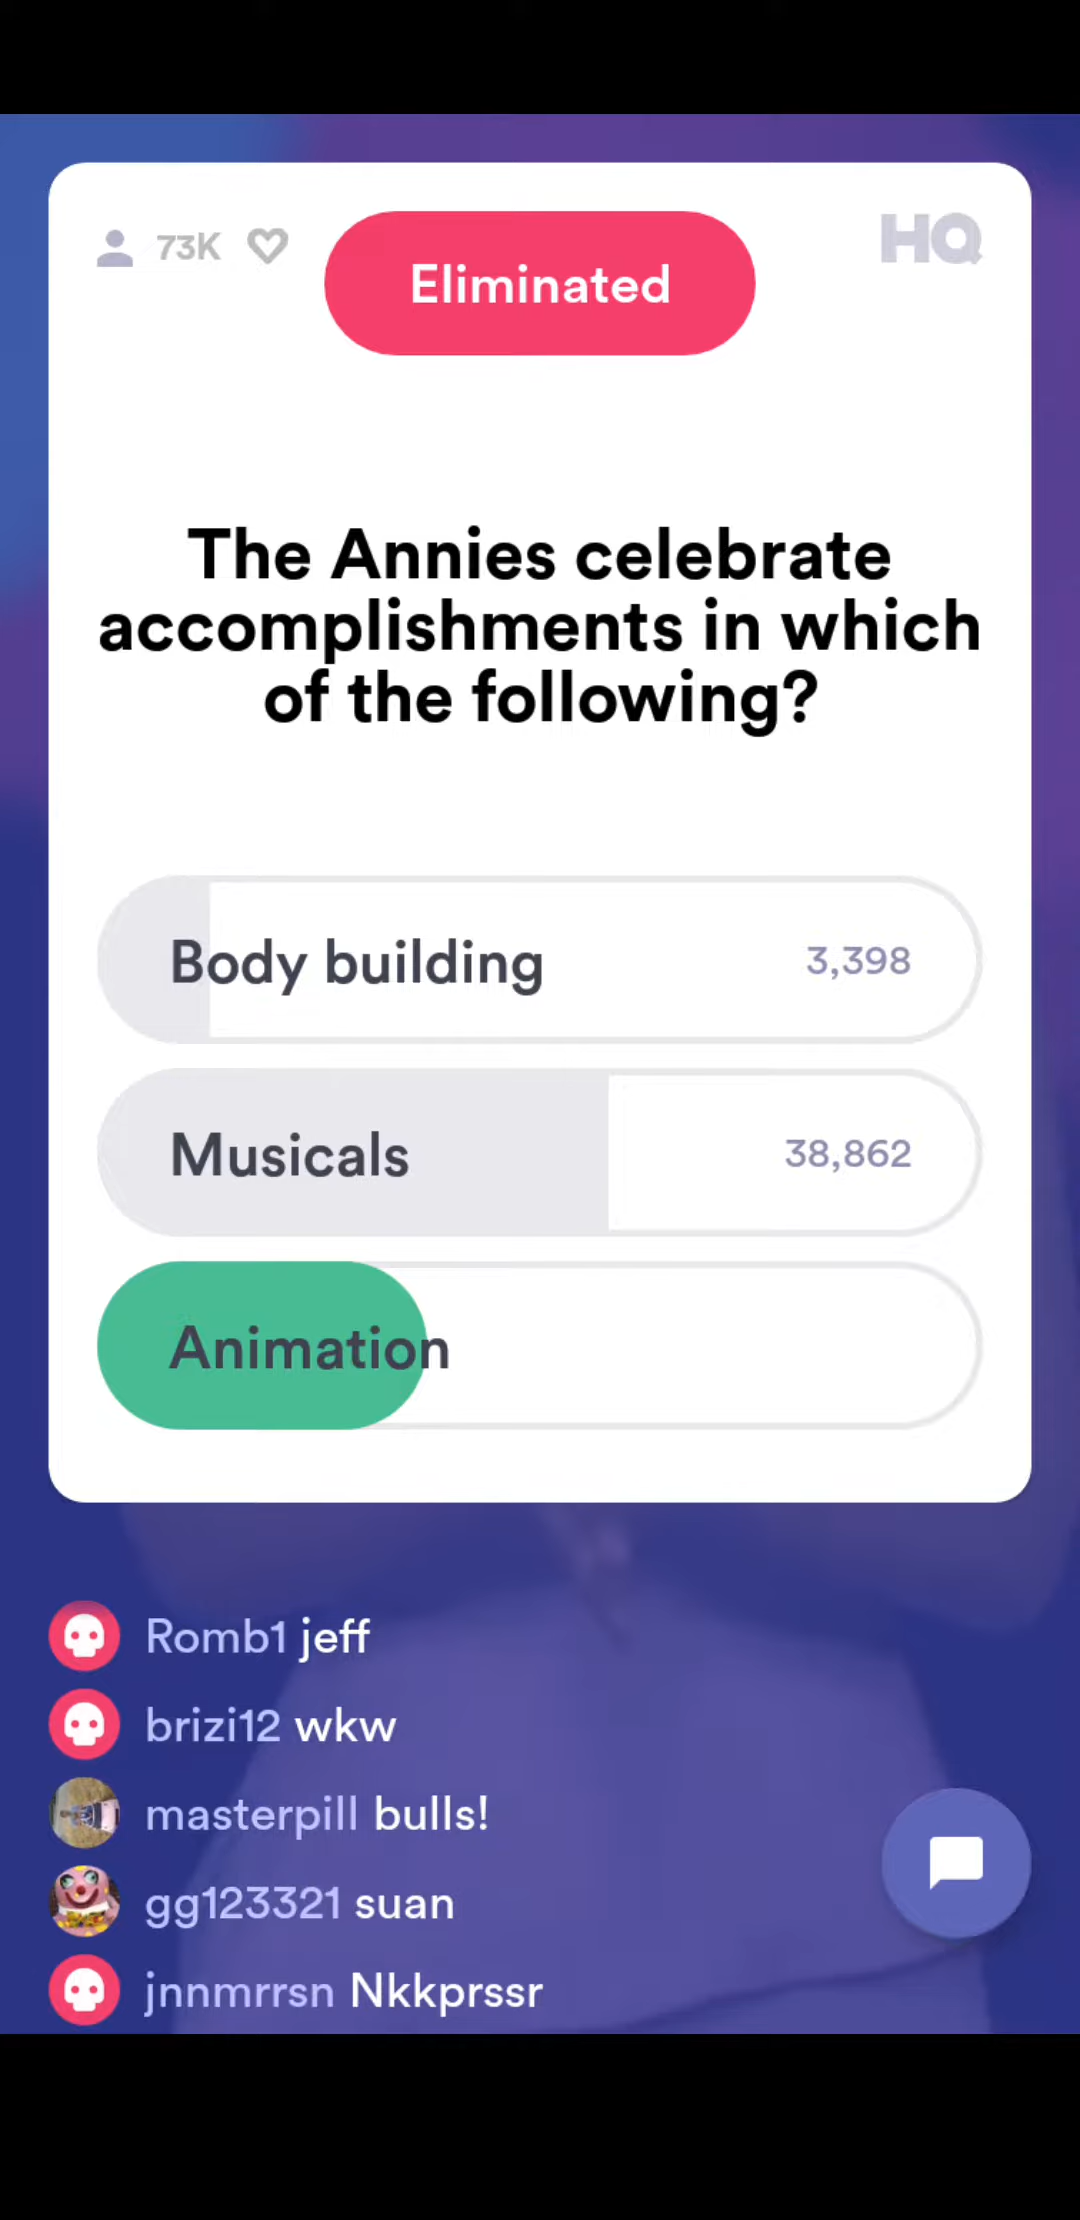 73K
Eliminated
HQ
The Annies celebrate
accomplishments in which
of the following?
Body building 3,398
Musicals 38,862
Animation
Romb1 jeff
brizi12 wkw
masterpill bulls!
gg123321 suan
jnnmrrsn Nkkprssr